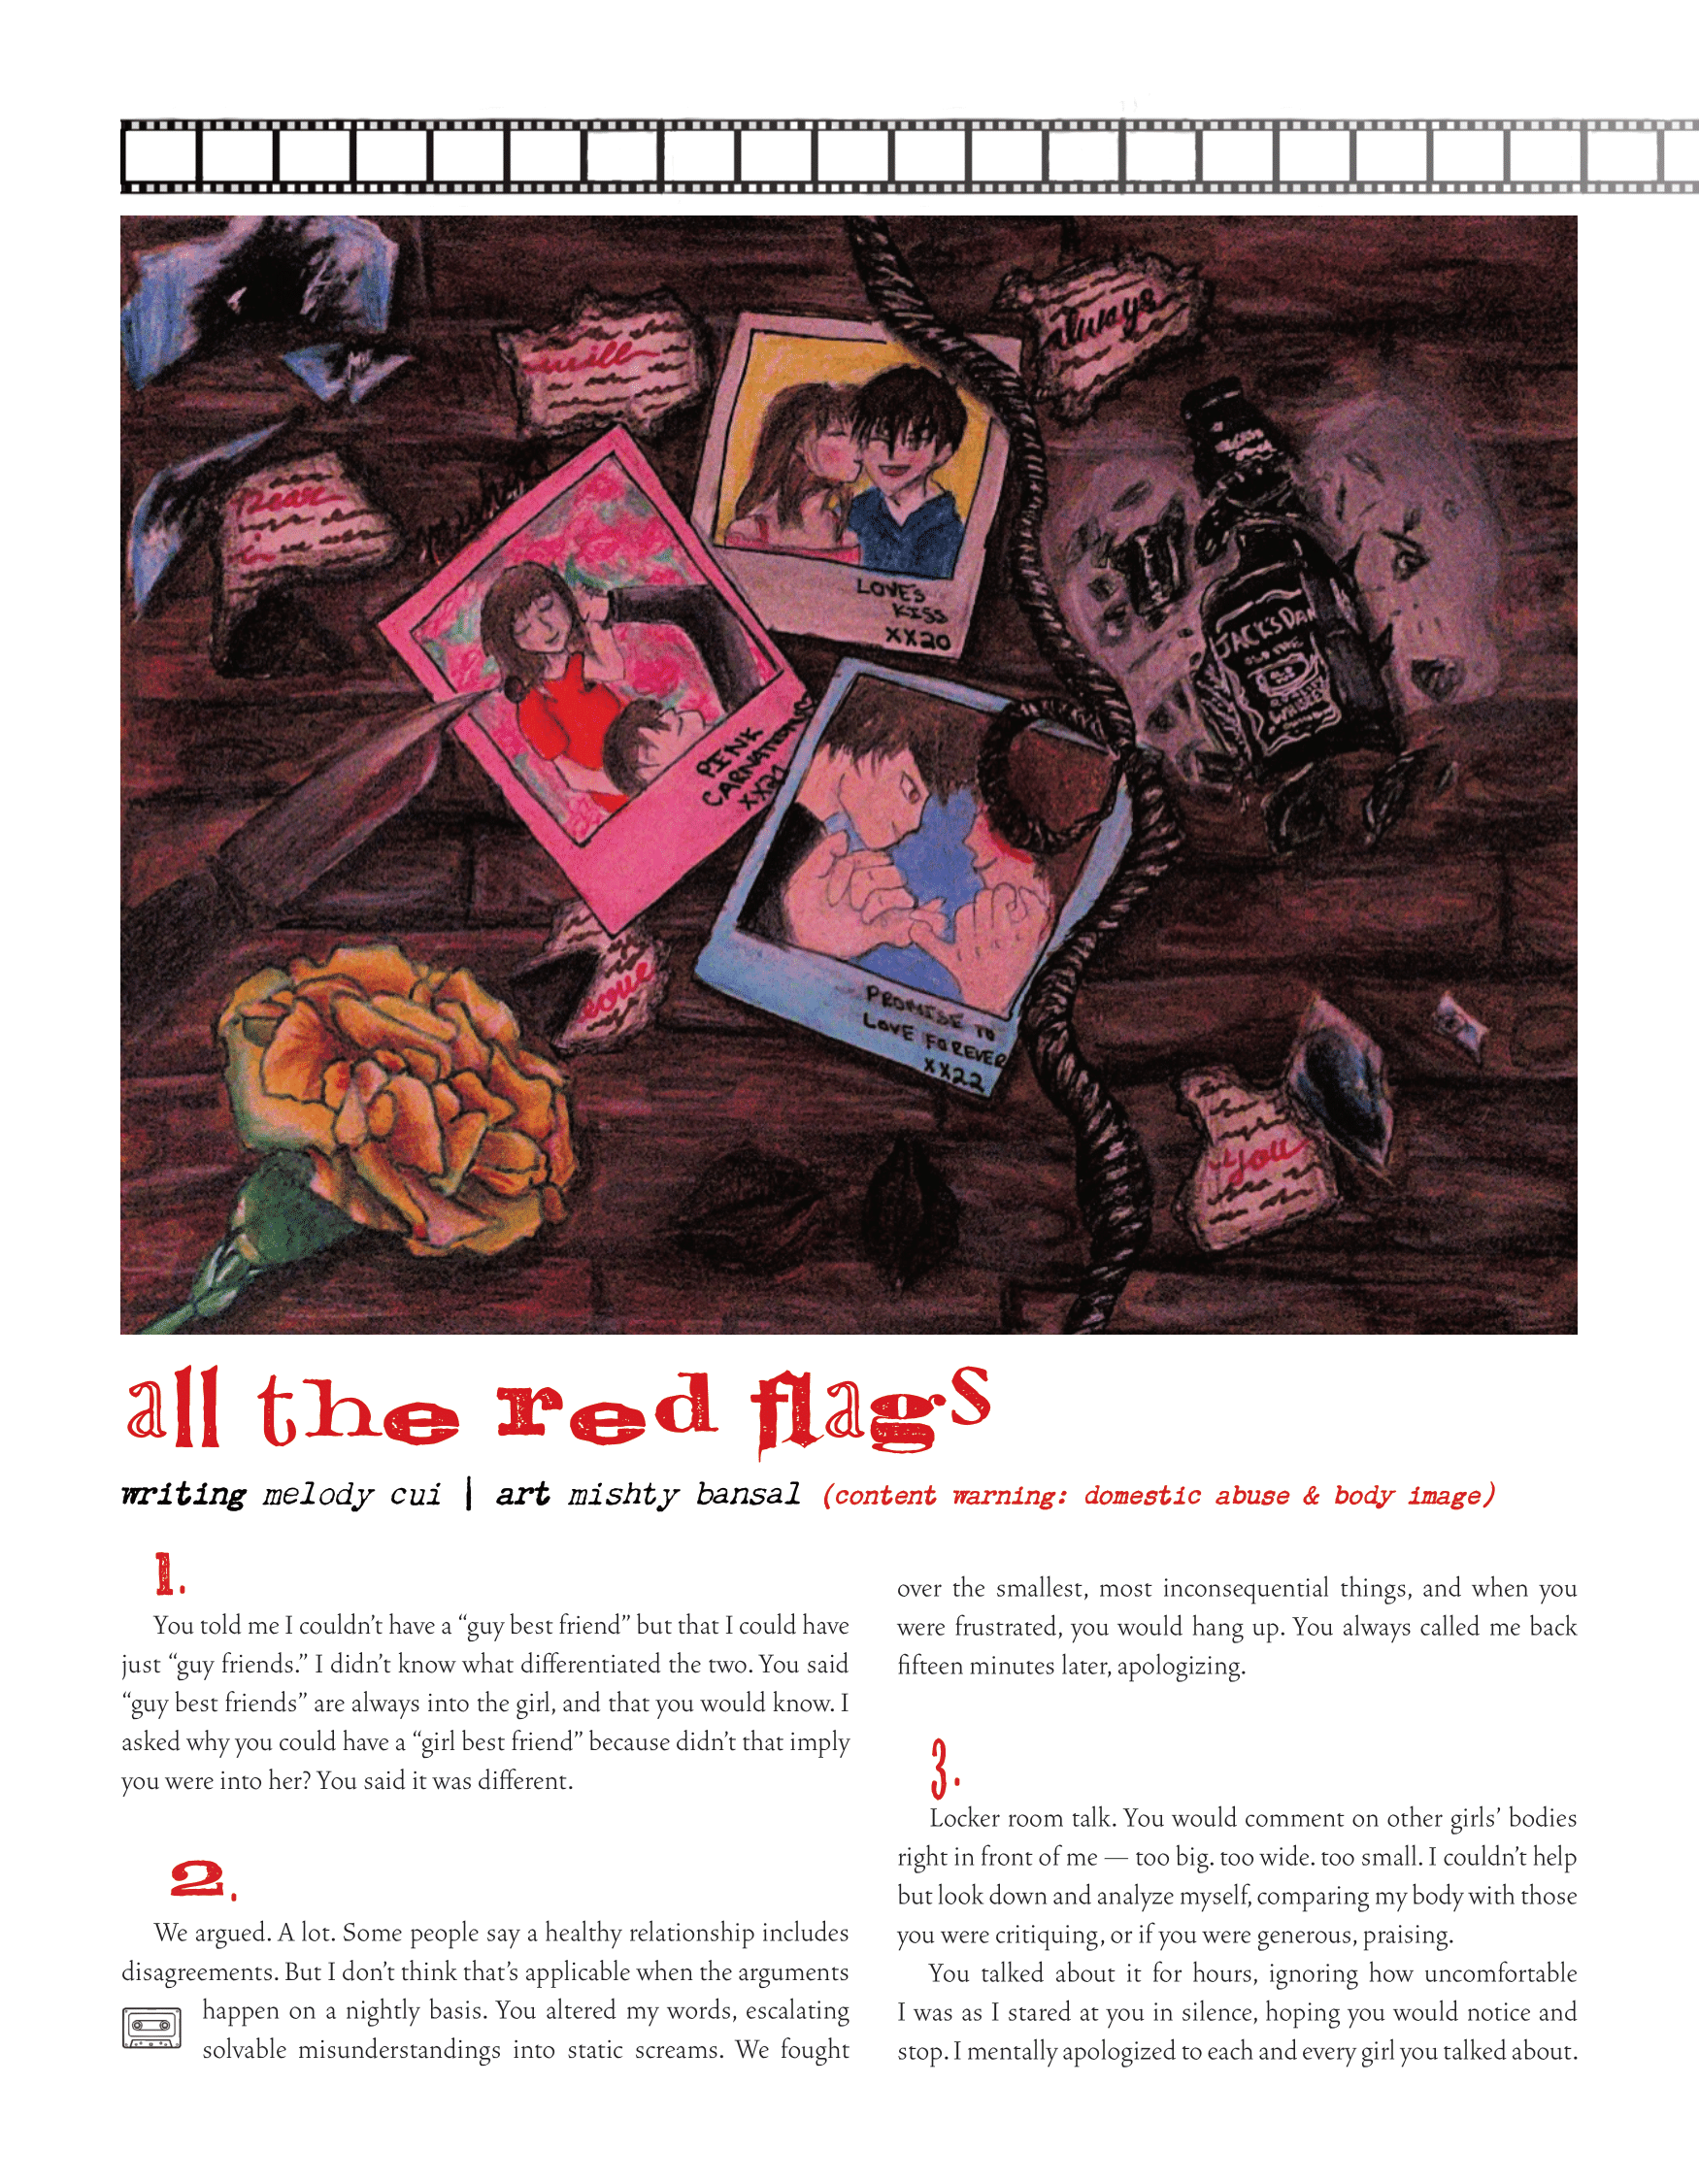 will
always
Dear
LOVES
KISS
XX20
PINK
CARNATIONS
XX21
PROMISE TO
LOVE FOREVER
XX22
you
all the red flags
writing melody cui | art mishty bansal (content warning: domestic abuse & body image)
1.
You told me I couldn’t have a “guy best friend” but that I could have
just “guy friends.” I didn’t know what differentiated the two. You said
“guy best friends” are always into the girl, and that you would know. I
asked why you could have a “girl best friend” because didn’t that imply
you were into her? You said it was different.
2.
We argued. A lot. Some people say a healthy relationship includes
disagreements. But I don’t think that’s applicable when the arguments
happen on a nightly basis. You altered my words, escalating
solvable misunderstandings into static screams. We fought
over the smallest, most inconsequential things, and when you
were frustrated, you would hang up. You always called me back
fifteen minutes later, apologizing.
3.
Locker room talk. You would comment on other girls’ bodies
right in front of me — too big. too wide. too small. I couldn’t help
but look down and analyze myself, comparing my body with those
you were critiquing, or if you were generous, praising.
You talked about it for hours, ignoring how uncomfortable
I was as I stared at you in silence, hoping you would notice and
stop. I mentally apologized to each and every girl you talked about.